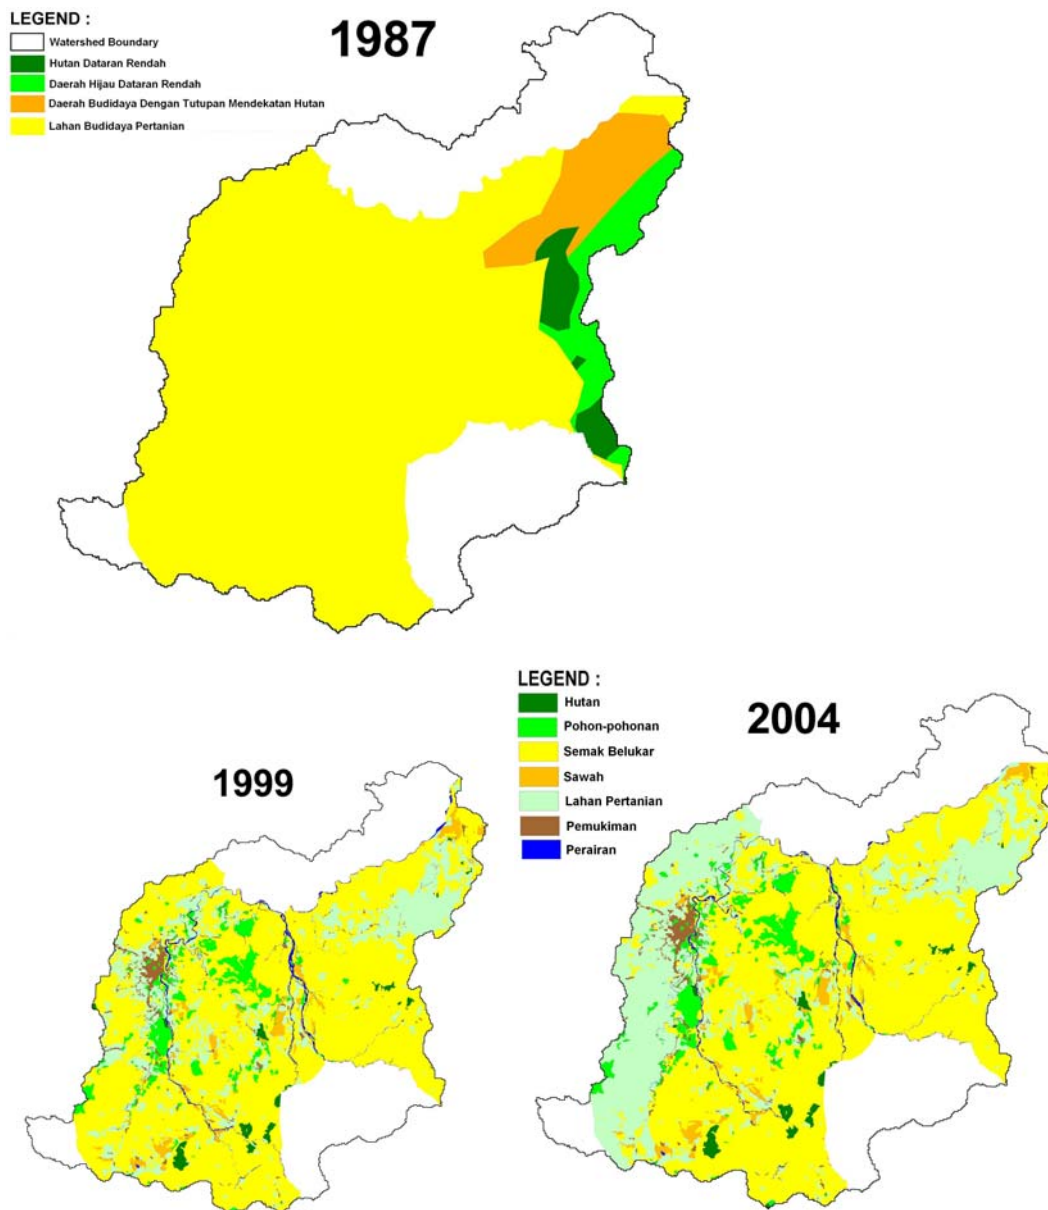 LEGEND :
1987
Watershed Boundary
Hutan Dataran Rendah
Daerah Hijau Dataran Rendah
Daerah Budidaya Dengan Tutupan Mendekatan Hutan
Lahan Budidaya Pertanian
LEGEND :
Hutan
Pohon-pohonan
Semak Belukar
Sawah
Lahan Pertanian
Pemukiman
Perairan
2004
1999